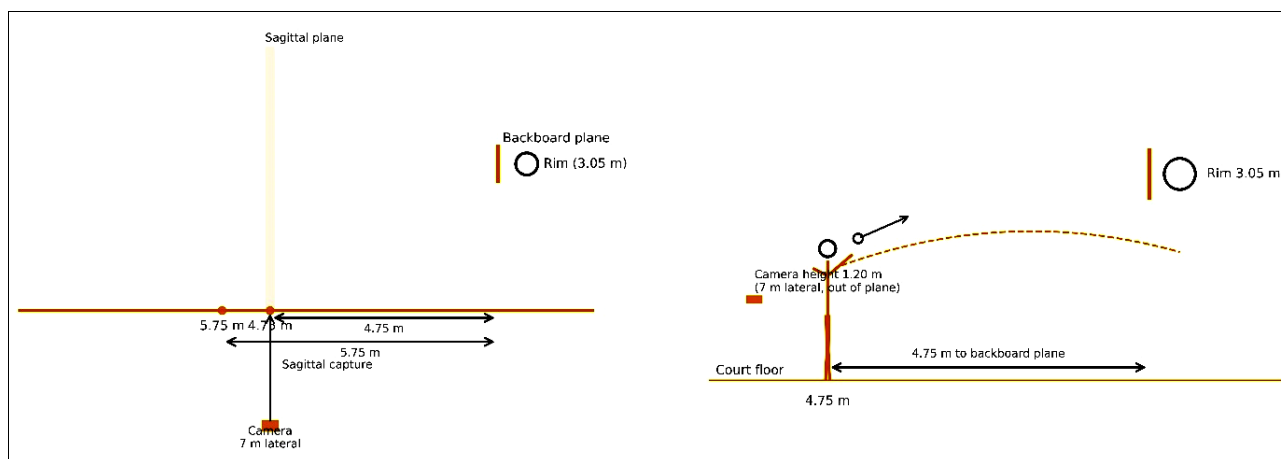 Sagittal plane
Backboard plane
Rim (3.05 m)
5.75 m 4.75 m
4.75 m
5.75 m
Sagittal capture
Camera
7 m lateral
Rim 3.05 m
Camera height 1.20 m
(7 m lateral, out of plane)
4.75 m to backboard plane
Court floor
4.75 m